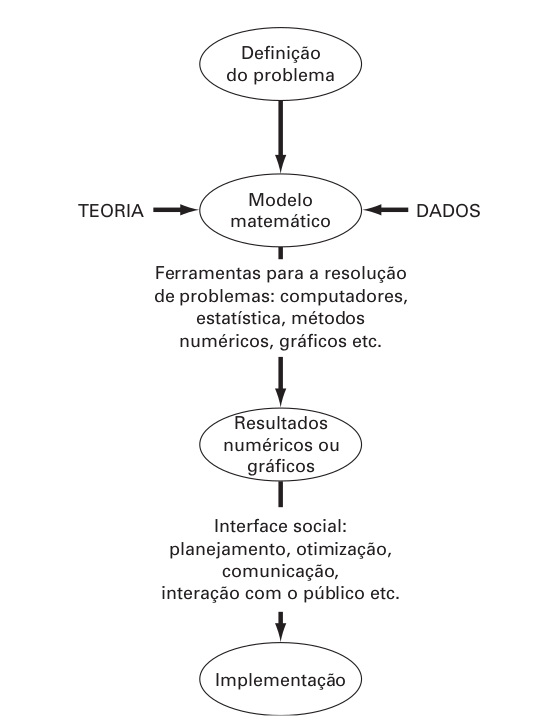 Definição
do problema
TEORIA
Modelo
matemático
DADOS
Ferramentas para a resolução
de problemas: computadores,
estatística, métodos
numéricos, gráficos etc.
Resultados
numéricos ou
gráficos
Interface social:
planejamento, otimização,
comunicação,
interação com o público etc.
Implementação